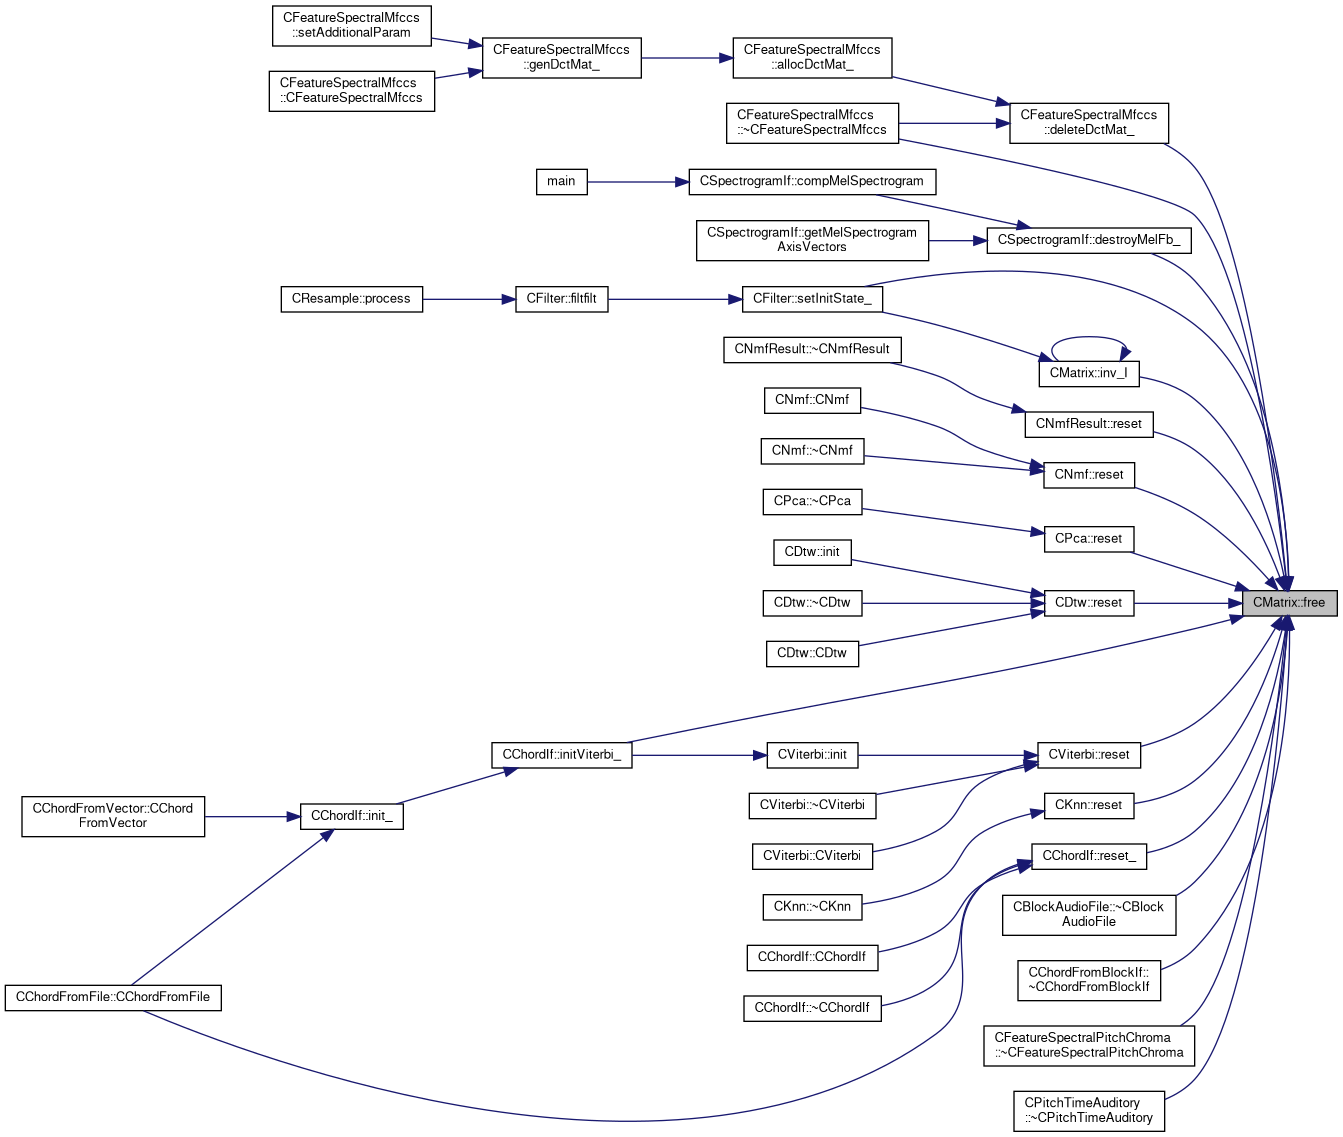 CFeatureSpectralMfccs
::setAdditionalParam
CFeatureSpectralMfccs
::genDctMat_
CFeatureSpectralMfccs
::allocDctMat_
CFeatureSpectralMfccs
::CFeatureSpectralMfccs
CFeatureSpectralMfccs
::~CFeatureSpectralMfccs
CFeatureSpectralMfccs
::deleteDctMat_
main
CSpectrogramIf::compMelSpectrogram
CSpectrogramIf::getMelSpectrogram
AxisVectors
CSpectrogramIf::destroyMelFb_
CResample::process
CFilter::filtfilt
CFilter::setInitState_
CNmfResult::~CNmfResult
CMatrix::inv_I
CNmf::CNmf
CNmfResult::reset
CNmf::~CNmf
CNmf::reset
CPca::~CPca
CPca::reset
CDtw::init
CDtw::~CDtw
CDtw::reset
CMatrix::free
CDtw::CDtw
CChordIf::initViterbi_
CViterbi::init
CViterbi::reset
CViterbi::~CViterbi
CKnn::reset
CChordFromVector::CChord
FromVector
CChordIf::init_
CViterbi::CViterbi
CChordIf::reset_
CKnn::~CKnn
CBlockAudioFile::~CBlock
AudioFile
CChordIf::CChordIf
CChordFromBlockIf::
~CChordFromBlockIf
CChordFromFile::CChordFromFile
CChordIf::~CChordIf
CFeatureSpectralPitchChroma
::~CFeatureSpectralPitchChroma
CPitchTimeAuditory
::~CPitchTimeAuditory